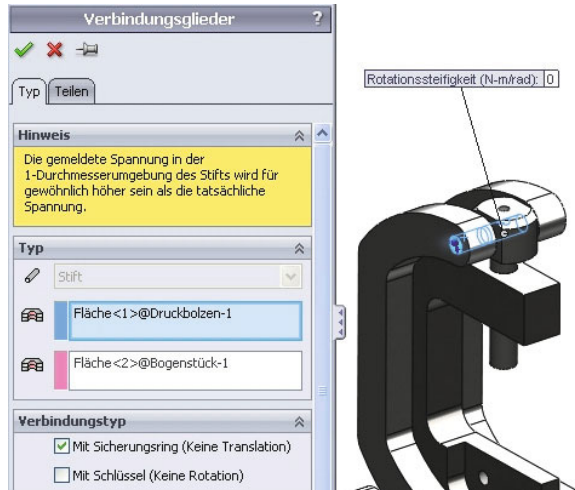 Verbindungsglieder ?
Typ Teilen
Hinweis
Die gemeldete Spannung in der
1-Durchmesserumgebung des Stifts wird für
gewöhnlich höher sein als die tatsächliche
Spannung.
Typ
Stift
Fläche<1>@Druckbolzen-1
Fläche<2>@Bogenstück-1
Verbindungstyp
Mit Sicherungsring (Keine Translation)
Mit Schlüssel (Keine Rotation)
Rotationssteifigkeit (N-m/rad): 0